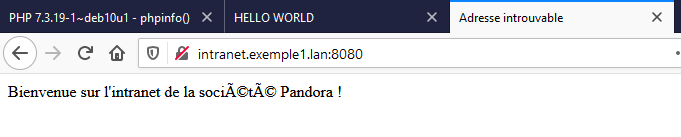 PHP 7.3.19-1~deb10u1 - phpinfo()
HELLO WORLD
Adresse introuvable
intranet.exemple1.lan:8080
Bienvenue sur l'intranet de la sociÃ©tÃ© Pandora !